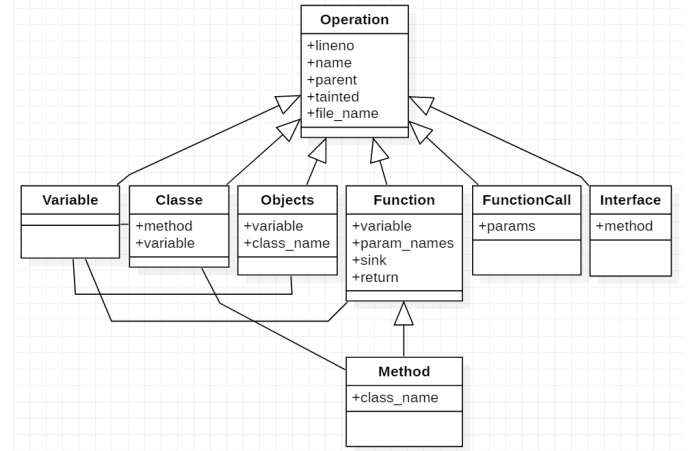 Operation
+lineno
+name
+parent
+tainted
+file_name
Variable
Classe
+method
+variable
Objects
+variable
+class_name
Function
+variable
+param_names
+sink
+return
FunctionCall
+params
Interface
+method
Method
+class_name